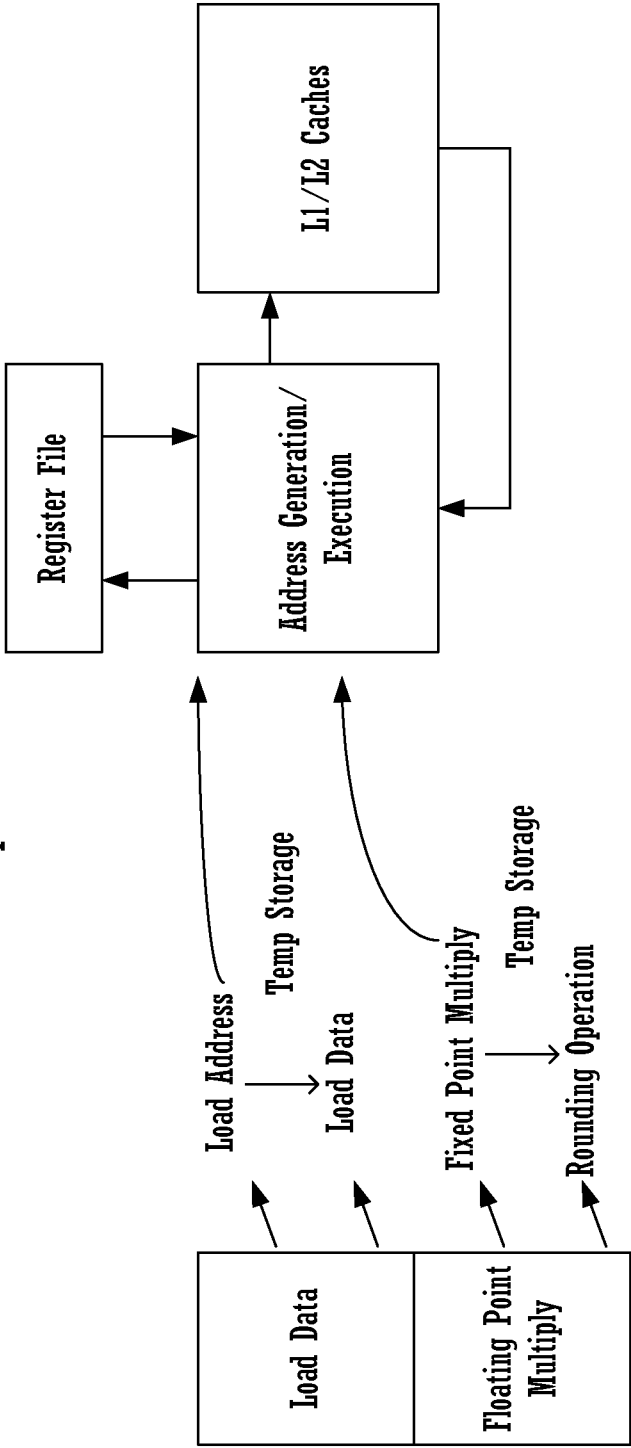 Load Data
Floating Point
Multiply
Load Address
Temp Storage
Load Data
Fixed Point Multiply
Temp Storage
Rounding Operation
Register File
Address Generation/
Execution
L1/L2 Caches